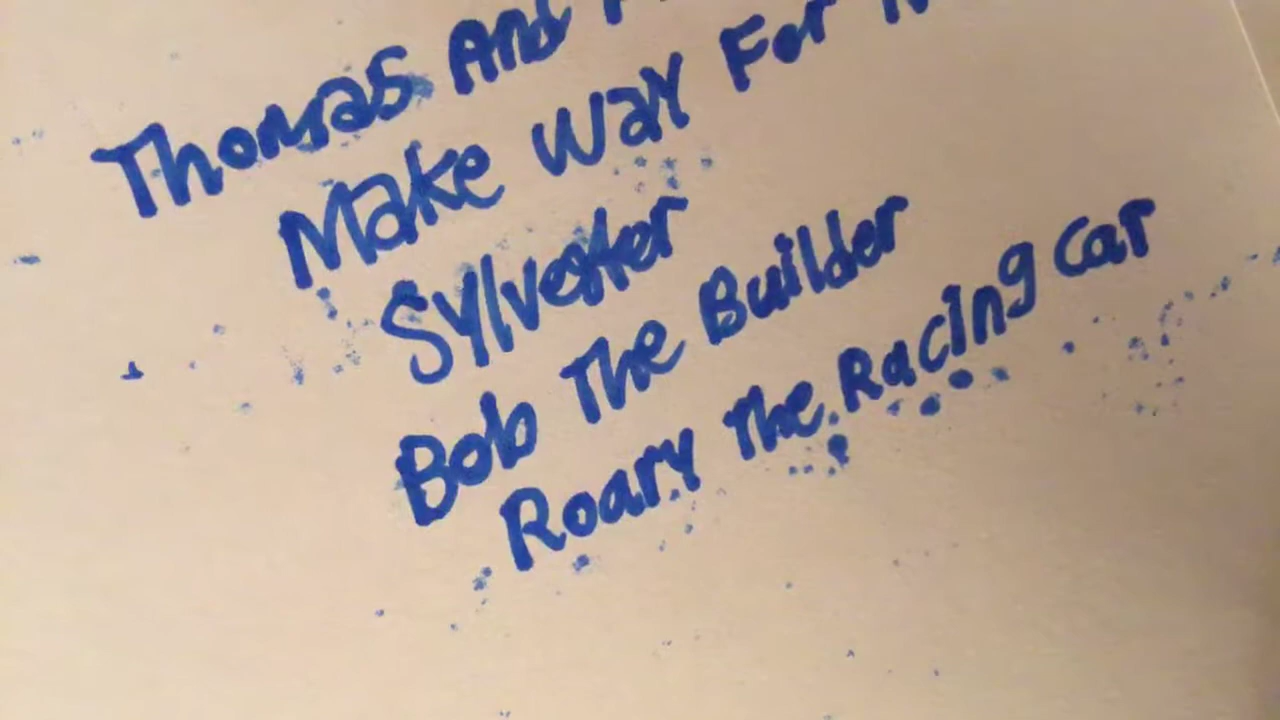 Thomas And
Make Way For
Sylvester
Bob The Builder
Roary The Racing Car